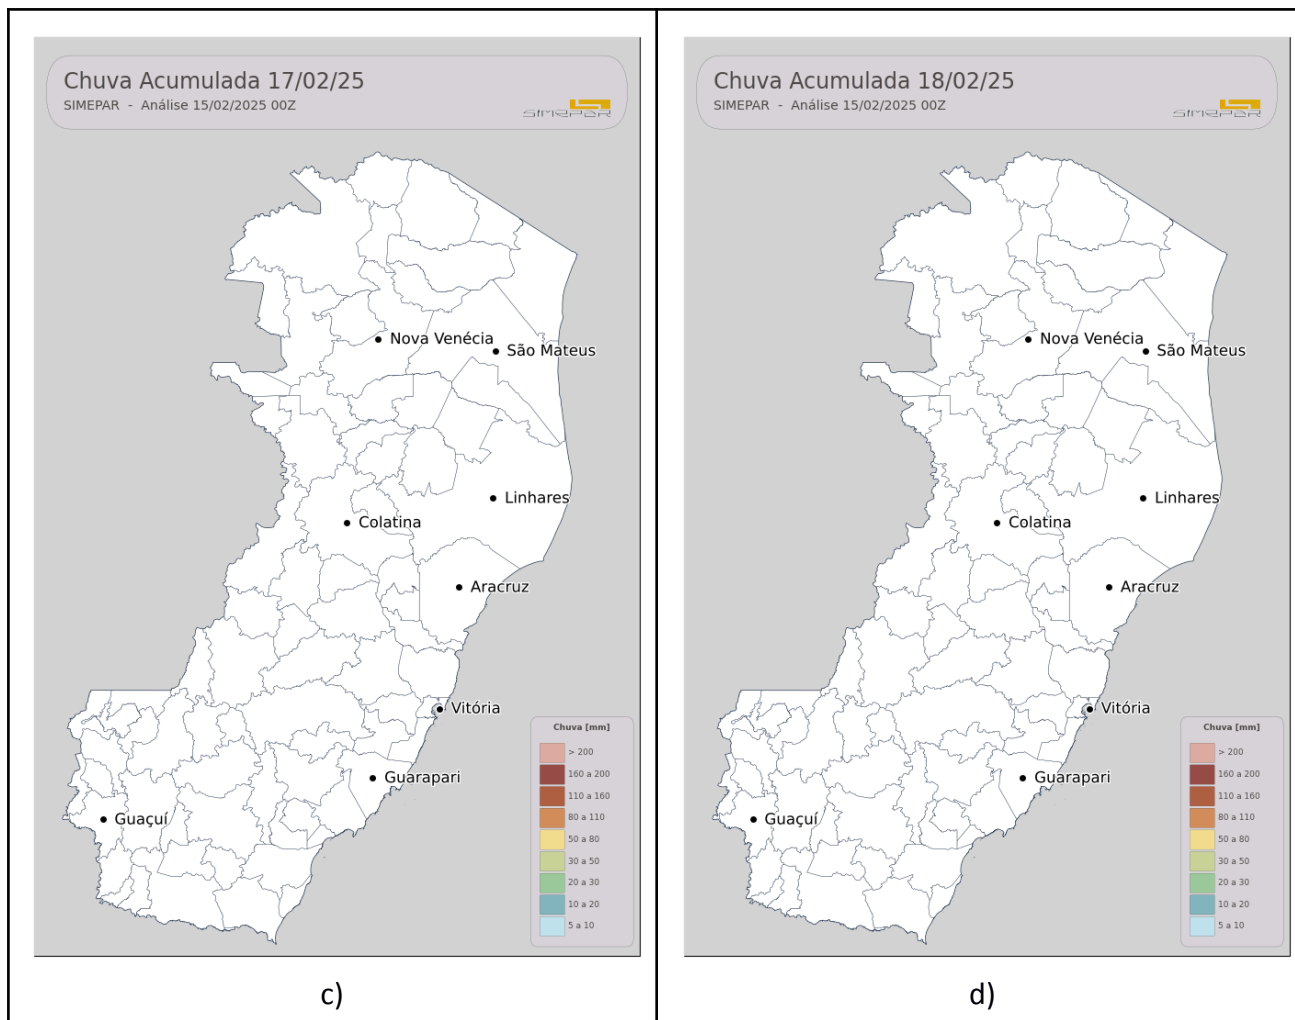 Chuva Acumulada 17/02/25
SIMEPAR - Análise 15/02/2025 00Z
SIMEPAR
Nova Venécia
São Mateus
Linhares
Colatina
Aracruz
Vitória
Guarapari
Guaçuí
Chuva [mm]
> 200
160 a 200
110 a 160
80 a 110
50 a 80
30 a 50
20 a 30
10 a 20
5 a 10
c)
Chuva Acumulada 18/02/25
SIMEPAR - Análise 15/02/2025 00Z
SIMEPAR
Nova Venécia
São Mateus
Linhares
Colatina
Aracruz
Vitória
Guarapari
Guaçuí
Chuva [mm]
> 200
160 a 200
110 a 160
80 a 110
50 a 80
30 a 50
20 a 30
10 a 20
5 a 10
d)